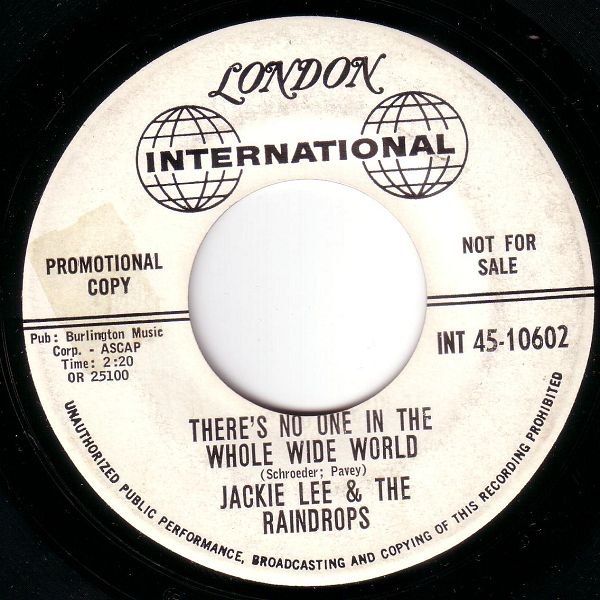 LONDON
INTERNATIONAL
PROMOTIONAL
COPY
NOT FOR
SALE
Pub: Burlington Music
Corp. - ASCAP
Time: 2:20
OR 25100
INT 45-10602
THERE'S NO ONE IN THE
WHOLE WIDE WORLD
(Schroeder; Pavey)
JACKIE LEE & THE
RAINDROPS
UNAUTHORIZED PUBLIC PERFORMANCE, BROADCASTING AND COPYING OF THIS RECORDING PROHIBITED